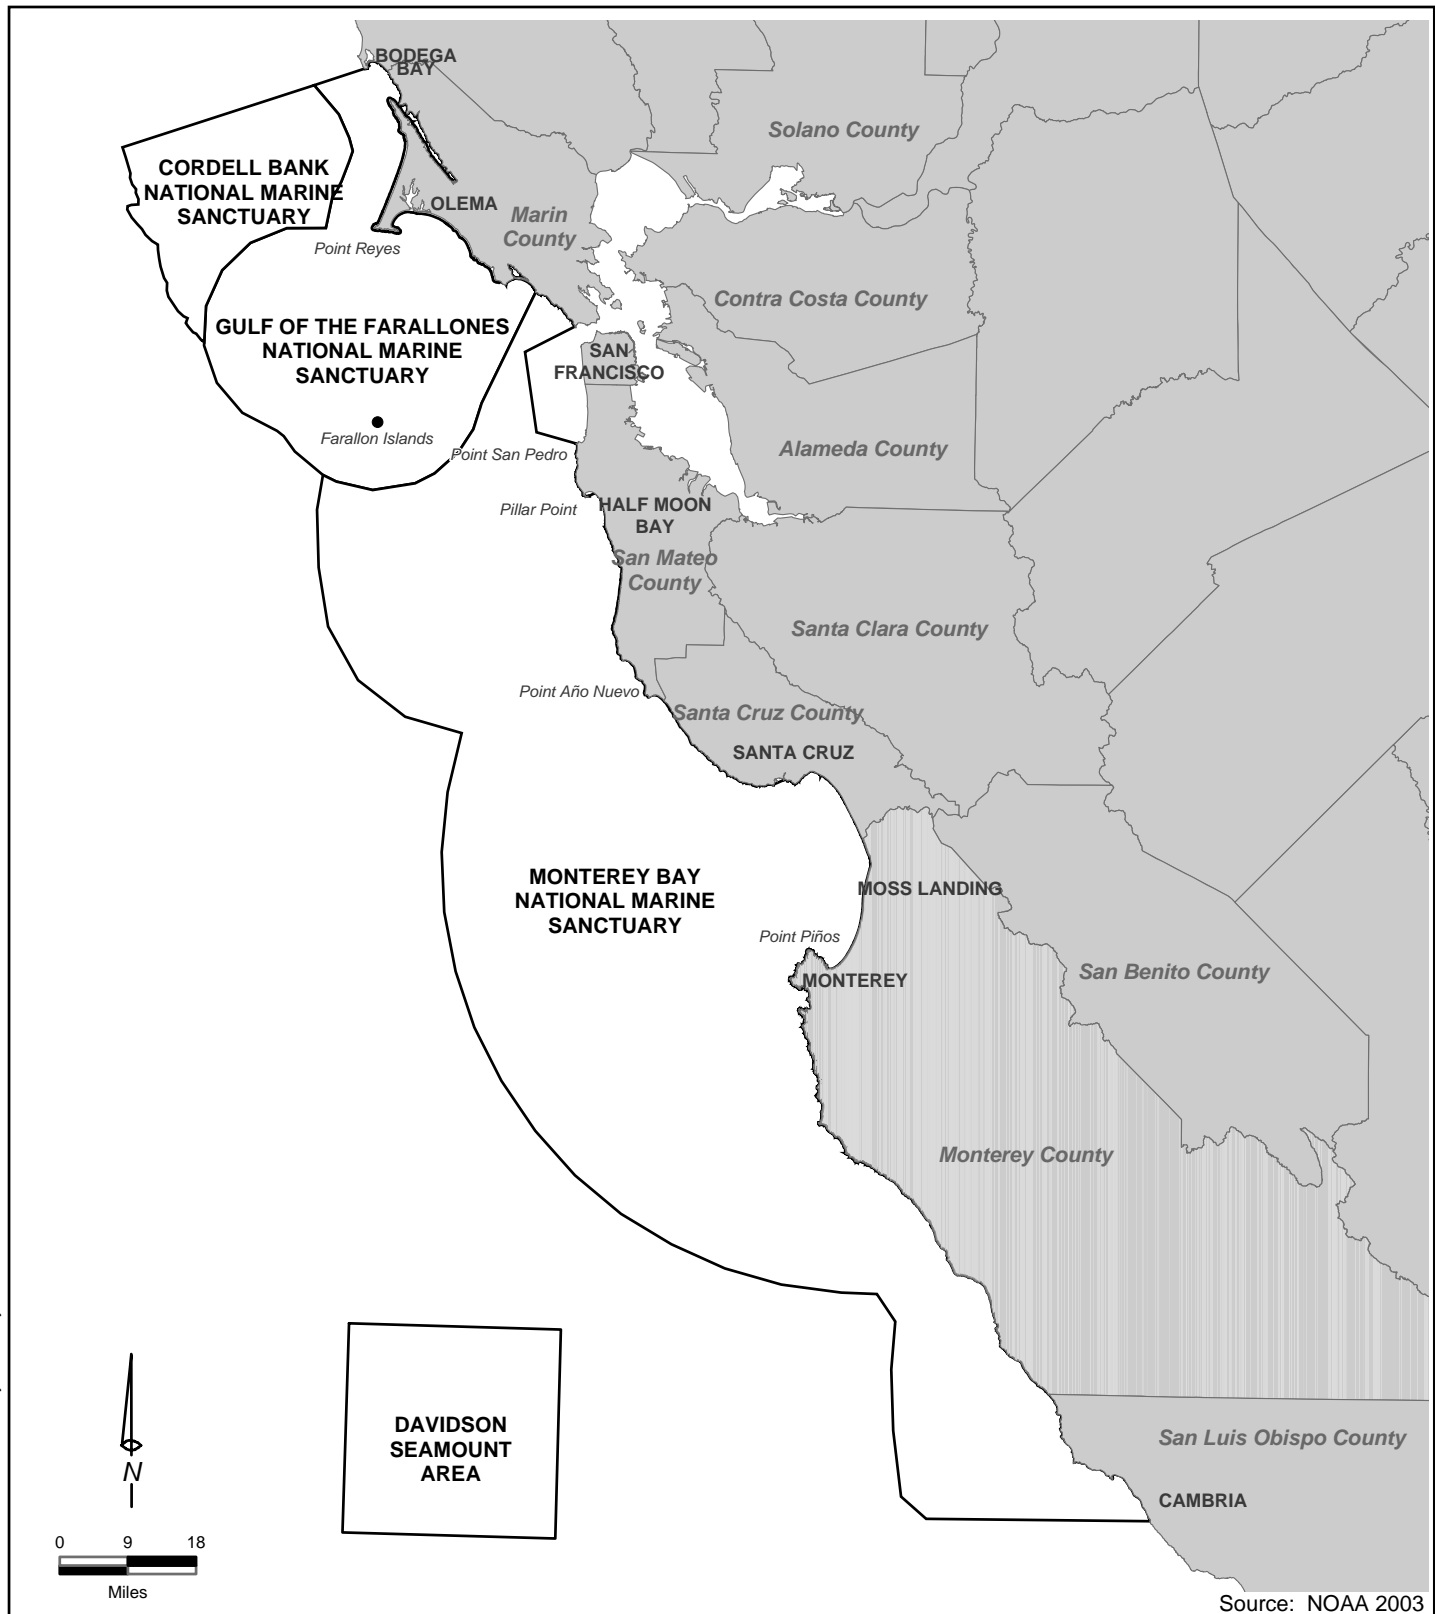 BODEGA
BAY
Solano County
CORDELL BANK
NATIONAL MARINE
SANCTUARY
OLEMA
Marin
County
Point Reyes
Contra Costa County
GULF OF THE FARALLONES
NATIONAL MARINE
SANCTUARY
SAN
FRANCISCO
Farallon Islands
Point San Pedro
Alameda County
Pillar Point
HALF MOON
BAY
San Mateo
County
Santa Clara County
Point Año Nuevo
Santa Cruz County
SANTA CRUZ
MONTEREY BAY
NATIONAL MARINE
SANCTUARY
MOSS LANDING
Point Piños
MONTEREY
San Benito County
Monterey County
DAVIDSON
SEAMOUNT
AREA
San Luis Obispo County
CAMBRIA
N
0 9 18
Miles
Source: NOAA 2003